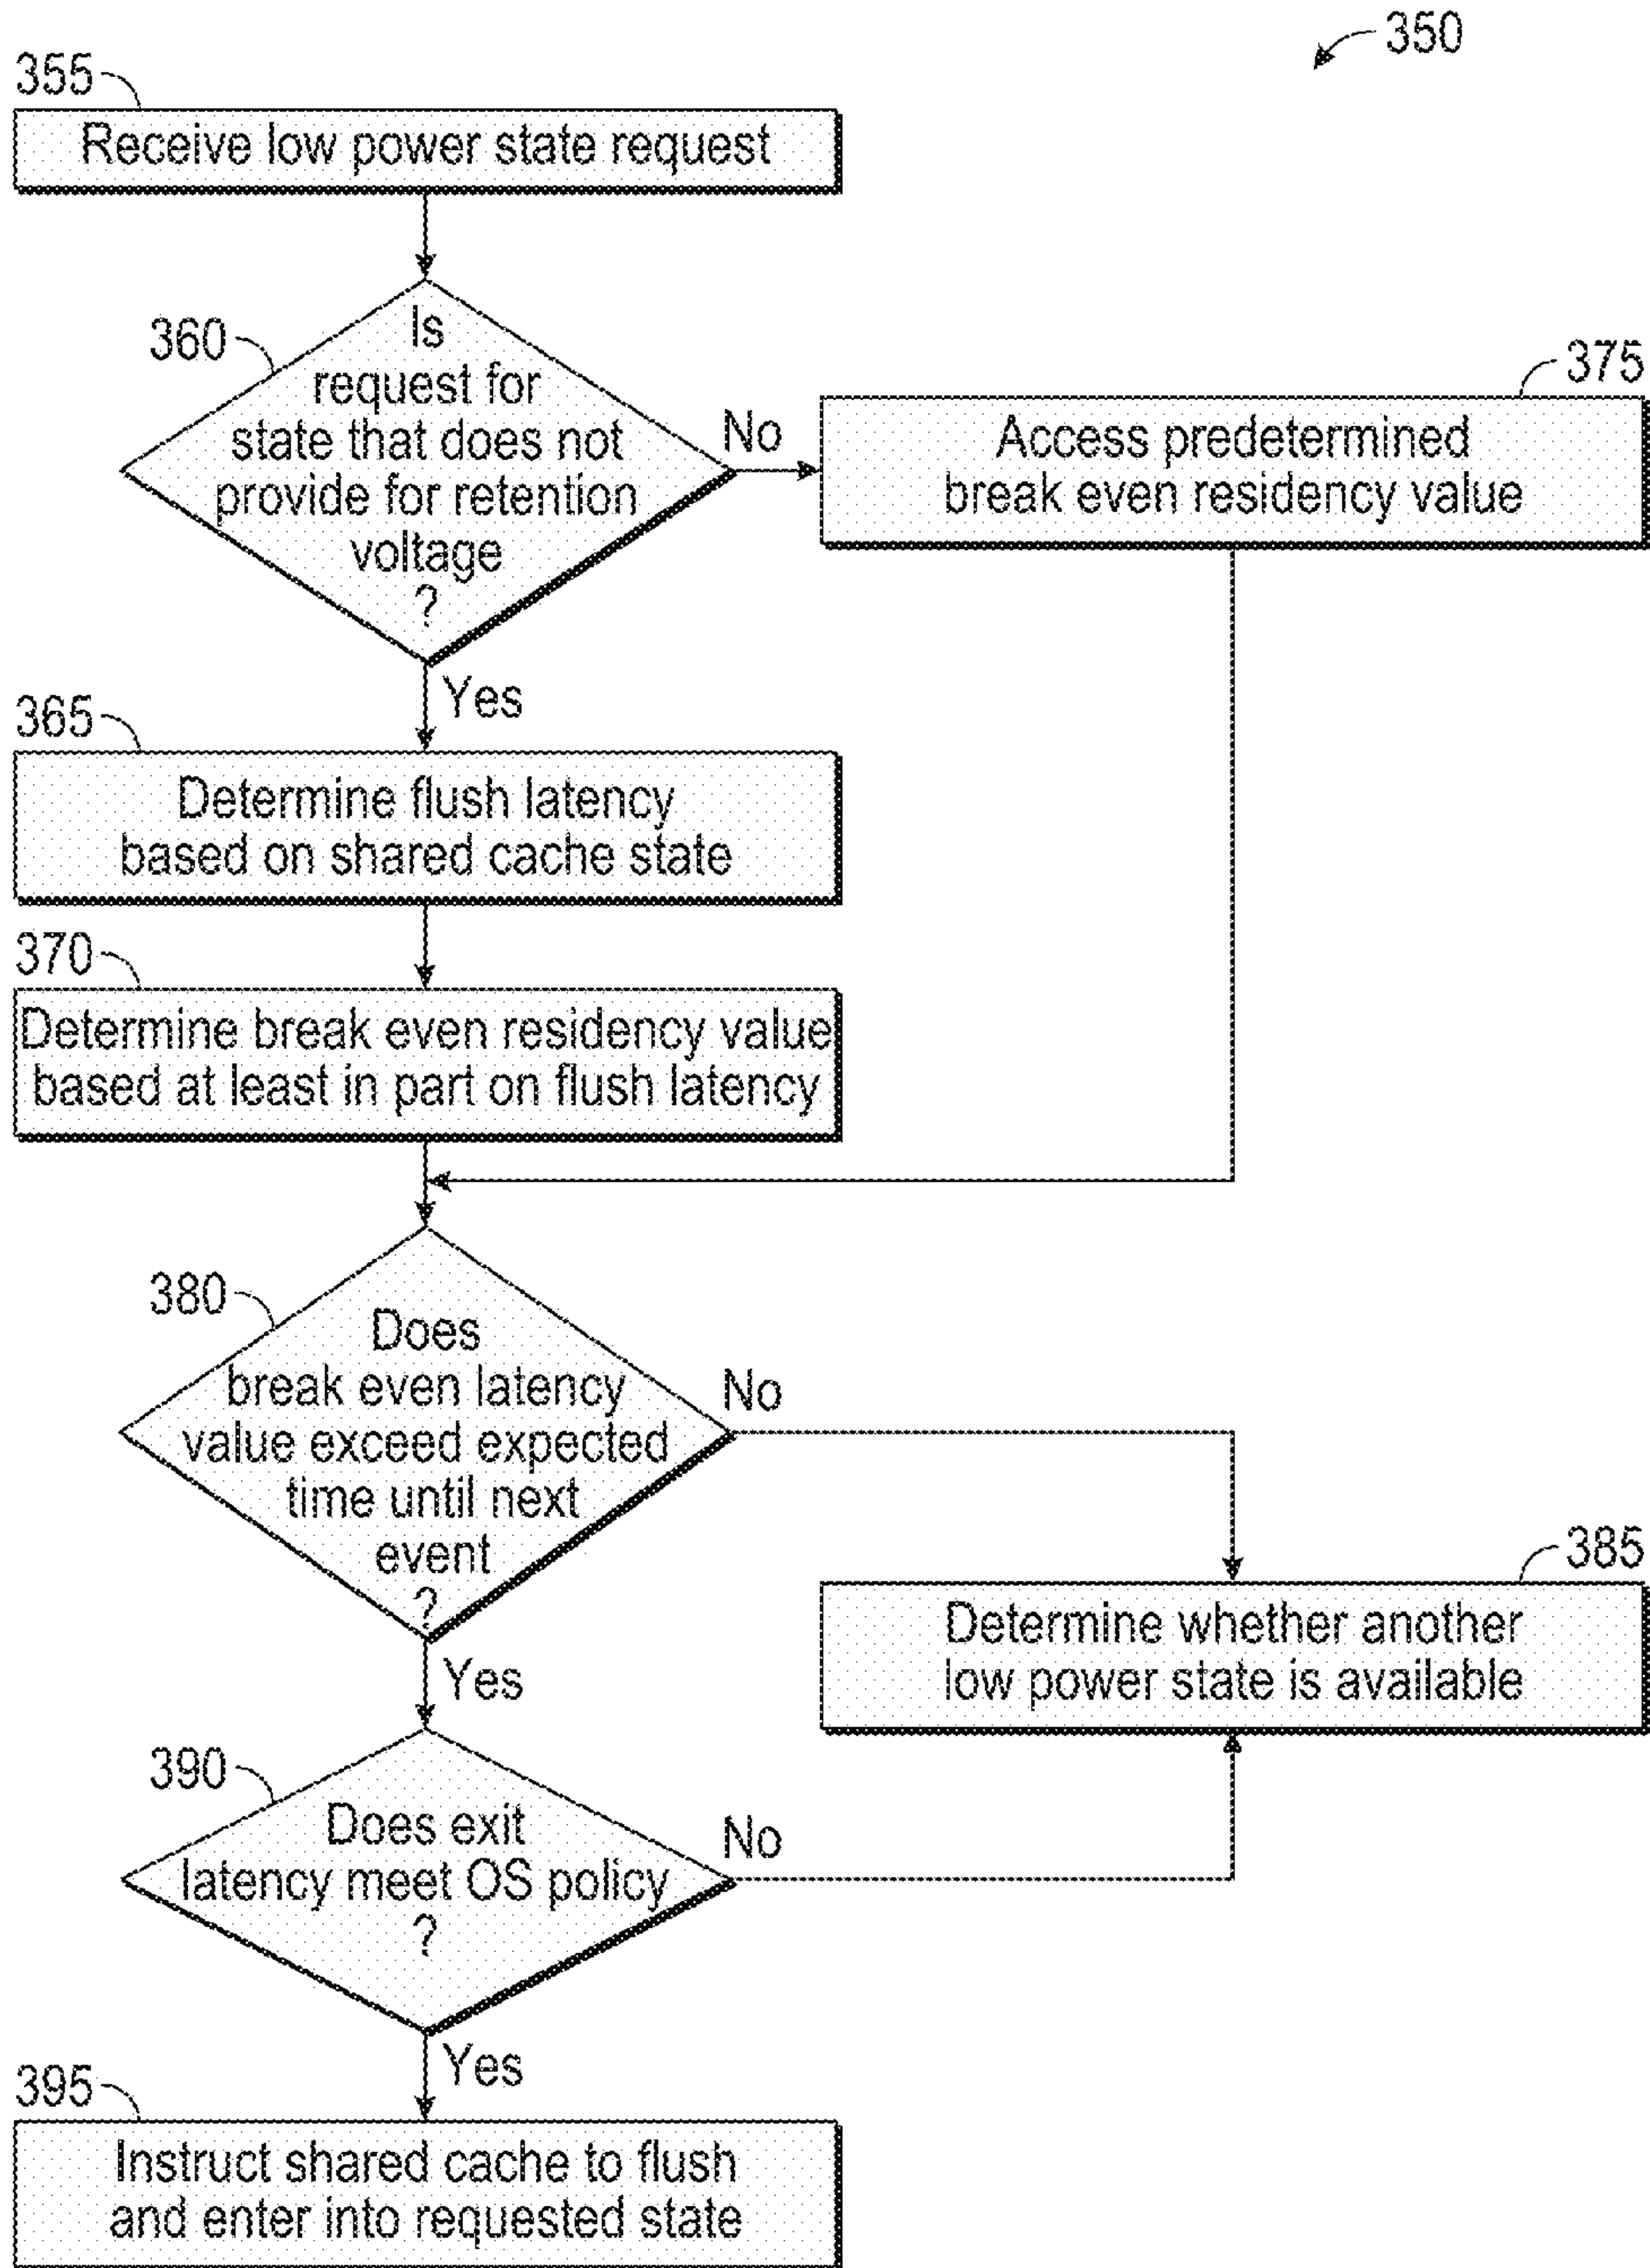 350
355
Receive low power state request
360
Is
request for
state that does not
provide for retention
voltage
?
No
375
Access predetermined
break even residency value
Yes
365
Determine flush latency
based on shared cache state
370
Determine break even residency value
based at least in part on flush latency
380
Does
break even latency
value exceed expected
time until next
event
?
No
385
Determine whether another
low power state is available
Yes
390
Does exit
latency meet OS policy
?
No
Yes
395
Instruct shared cache to flush
and enter into requested state